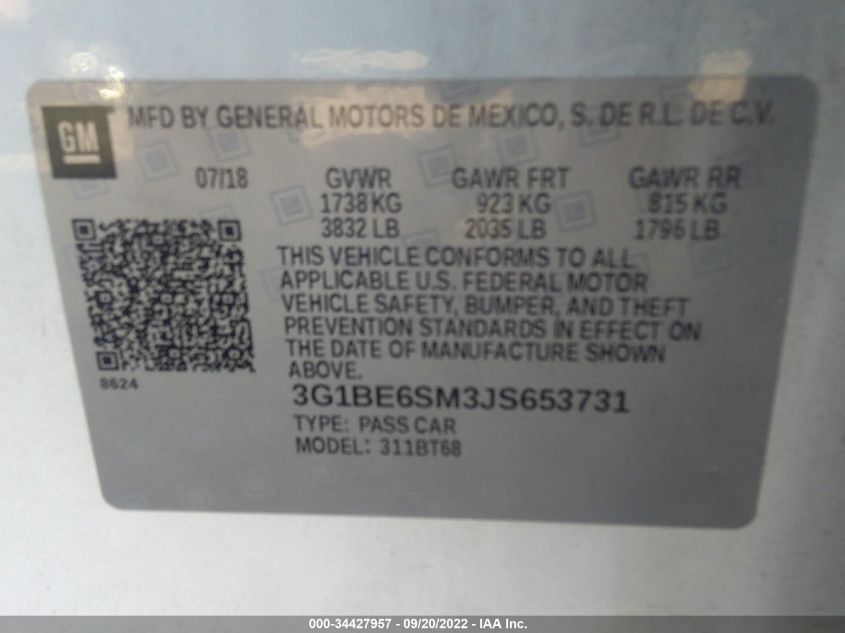 GM
MFD BY GENERAL MOTORS DE MEXICO, S. DE R.L. DE C.V.
07/18 GVWR GAWR FRT GAWR RR
1738 KG 923 KG 815 KG
3832 LB 2035 LB 1796 LB
THIS VEHICLE CONFORMS TO ALL
APPLICABLE U.S. FEDERAL MOTOR
VEHICLE SAFETY, BUMPER, AND THEFT
PREVENTION STANDARDS IN EFFECT ON
THE DATE OF MANUFACTURE SHOWN
ABOVE.
8624
3G1BE6SM3JS653731
TYPE: PASS CAR
MODEL: 311BT68
000-34427957 / 09/20/2022 - IAA Inc.